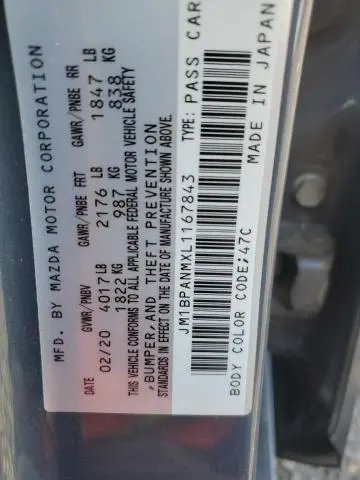 MFD. BY MAZDA MOTOR CORPORATION
GVWR/PNBV GAWR/PNBE FRT GAWR/PNBE RR
DATE
02/20 4017LB 2176 LB 1847 LB
1822KG 987 KG 838 KG
THIS VEHICLE CONFORMS TO ALL APPLICABLE FEDERAL MOTOR VEHICLE SAFETY
,BUMPER,AND THEFT PREVENTION
STANDARDS IN EFFECT ON THE DATE OF MANUFACTURE SHOWN ABOVE.
JM1BPANMXL1167843 TYPE: PASS CAR
BODY COLOR CODE;47C MADE IN JAPAN